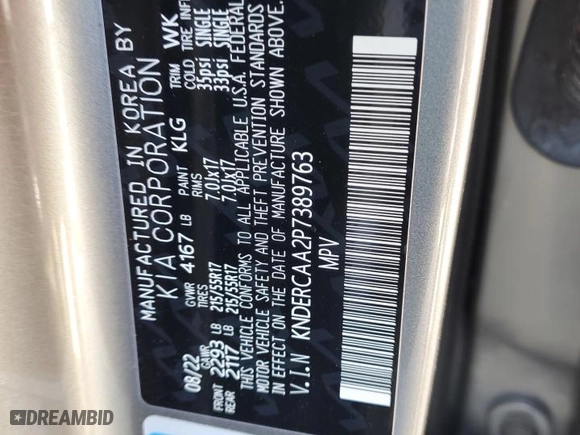 MANUFACTURED IN KOREA BY
KIA CORPORATION
08/22 GVWR 4167 LB PAINT KLG TRIM WK
GAWR TIRES RIMS COLD TIRE INF
FRONT 2293 LB 215/55R17 7.0Jx17 35psi SINGLE
REAR 2117 LB 215/55R17 7.0Jx17 33psi SINGLE
THIS VEHICLE CONFORMS TO ALL APPLICABLE U.S.A. FEDERAL
MOTOR VEHICLE SAFETY AND THEFT PREVENTION STANDARDS
IN EFFECT ON THE DATE OF MANUFACTURE SHOWN ABOVE.
V.I.N KNDERCAA2P7389763
MPV
DREAMBID